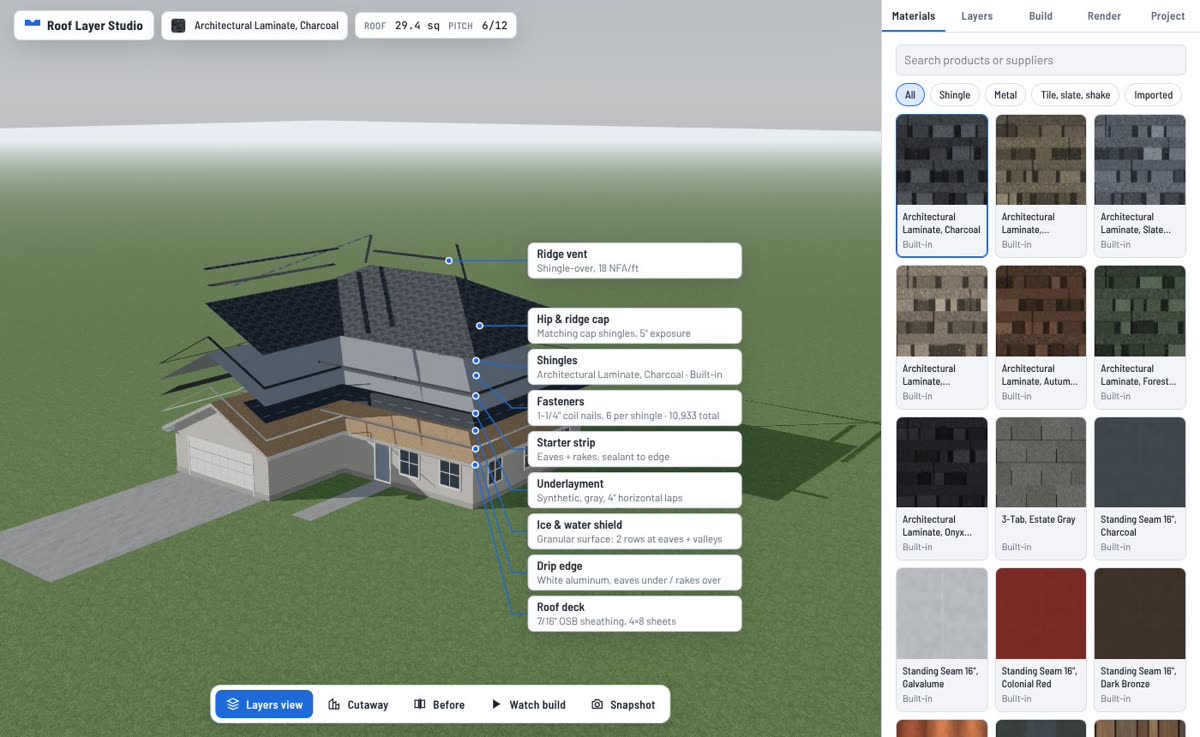 Roof Layer Studio
Architectural Laminate, Charcoal
ROOF 29.4 sq PITCH 6/12
Materials
Layers
Build
Render
Project
Search products or suppliers
All
Shingle
Metal
Tile, slate, shake
Imported
Architectural
Laminate, Charcoal
Built-in
Architectural
Laminate,...
Built-in
Architectural
Laminate, Slate...
Built-in
Architectural
Laminate,...
Built-in
Architectural
Laminate, Autum...
Built-in
Architectural
Laminate, Forest...
Built-in
Architectural
Laminate, Onyx...
Built-in
3-Tab, Estate Gray
Built-in
Standing Seam 16",
Charcoal
Built-in
Standing Seam 16",
Galvalume
Built-in
Standing Seam 16",
Colonial Red
Built-in
Standing Seam 16",
Dark Bronze
Built-in
Ridge vent
Shingle-over, 18 NFA/ft
Hip & ridge cap
Matching cap shingles, 5" exposure
Shingles
Architectural Laminate, Charcoal · Built-in
Fasteners
1-1/4" coil nails, 6 per shingle · 10,933 total
Starter strip
Eaves + rakes, sealant to edge
Underlayment
Synthetic, gray, 4" horizontal laps
Ice & water shield
Granular surface: 2 rows at eaves + valleys
Drip edge
White aluminum, eaves under / rakes over
Roof deck
7/16" OSB sheathing, 4×8 sheets
Layers view
Cutaway
Before
Watch build
Snapshot